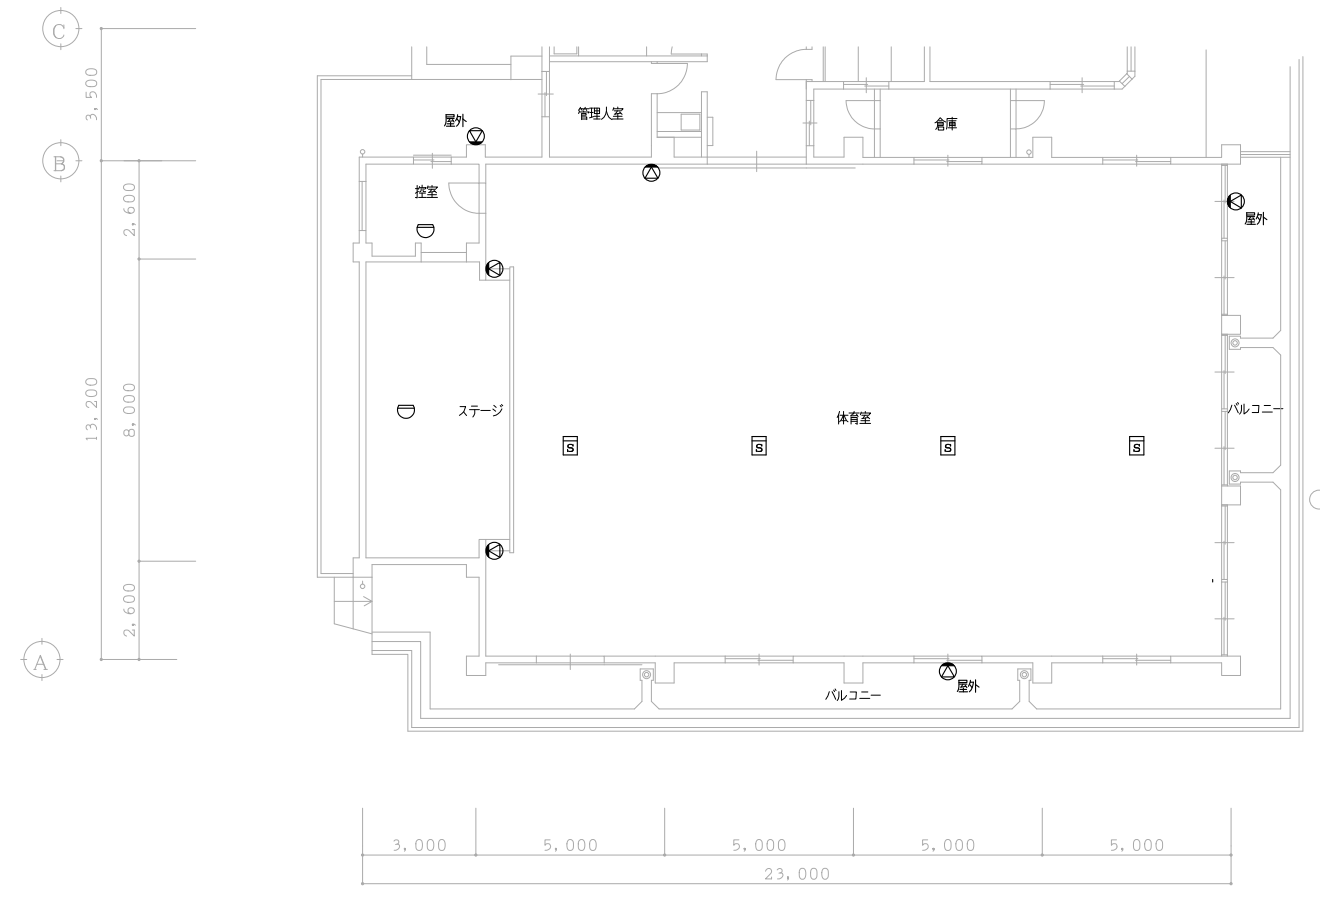 C
3,500
管理人室
屋外
倉庫
B
控室
2,600
屋外
13,200
8,000
ステージ
体育室
バルコニー
S
S
S
S
2,600
A
屋外
バルコニー
3,000
5,000
5,000
5,000
5,000
23,000